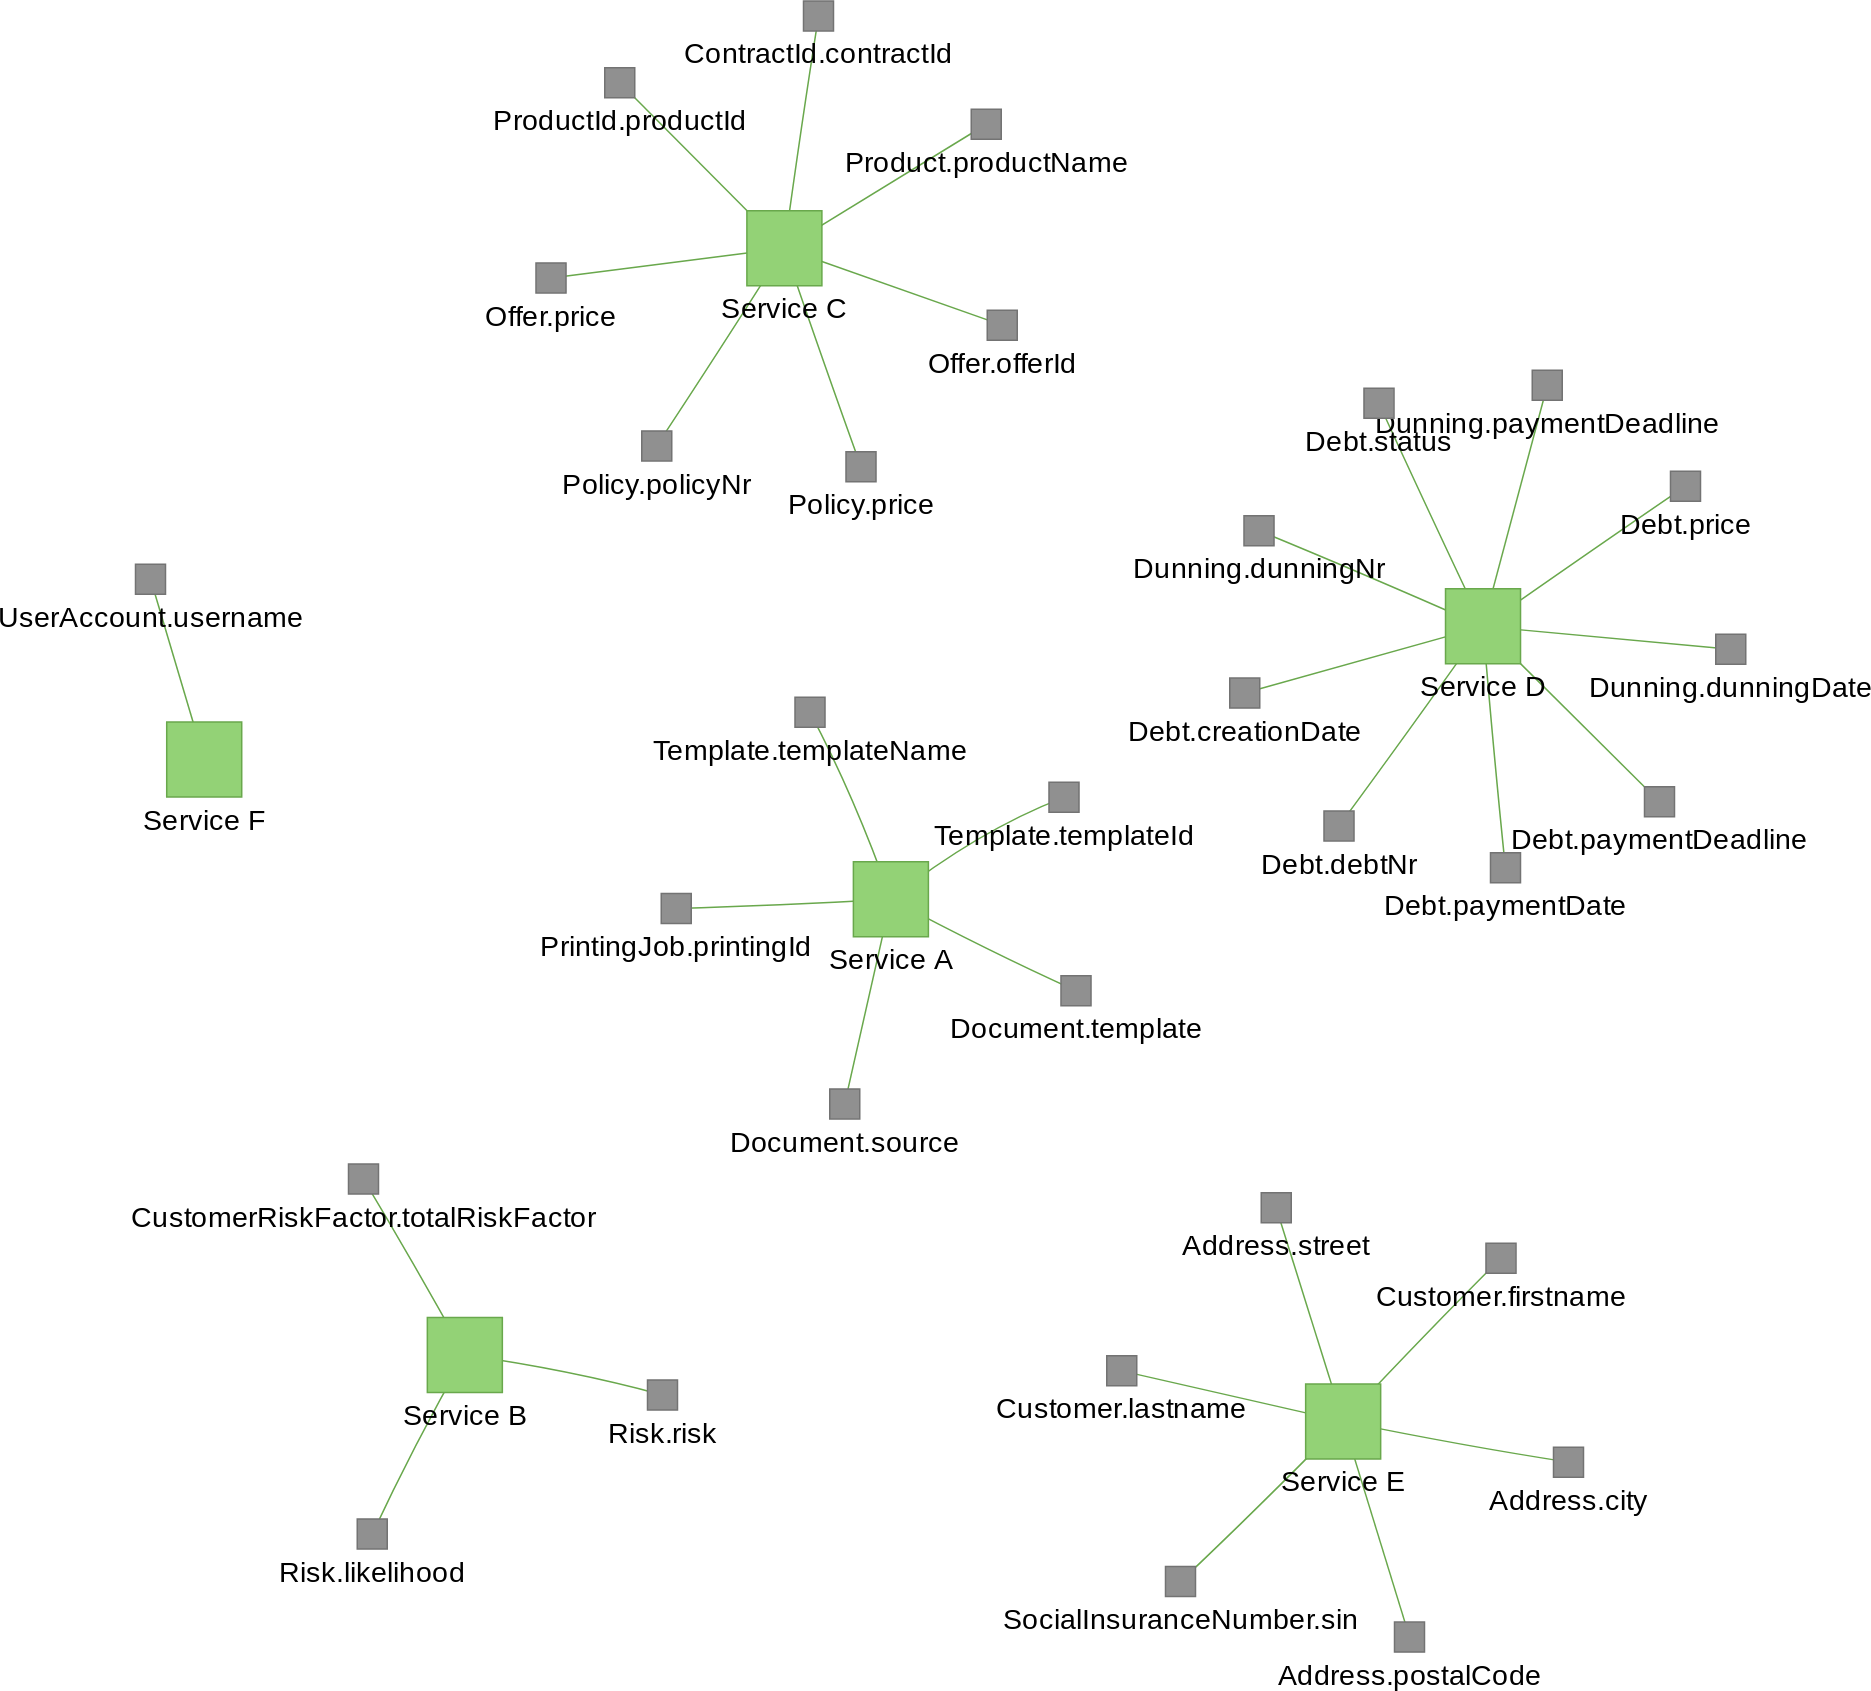 ContractId.contractId
ProductId.productId
Product.productName
Service C
Offer.price
Offer.offerId
Policy.policyNr
Policy.price
Dunning.paymentDeadline
Debt.status
Debt.price
Dunning.dunningNr
Service D
Dunning.dunningDate
Debt.creationDate
Debt.paymentDeadline
Debt.debtNr
Debt.paymentDate
UserAccount.username
Service F
Template.templateName
Template.templateId
PrintingJob.printingId
Service A
Document.template
Document.source
CustomerRiskFactor.totalRiskFactor
Service B
Risk.risk
Risk.likelihood
Address.street
Customer.firstname
Customer.lastname
Service E
Address.city
SocialInsuranceNumber.sin
Address.postalCode